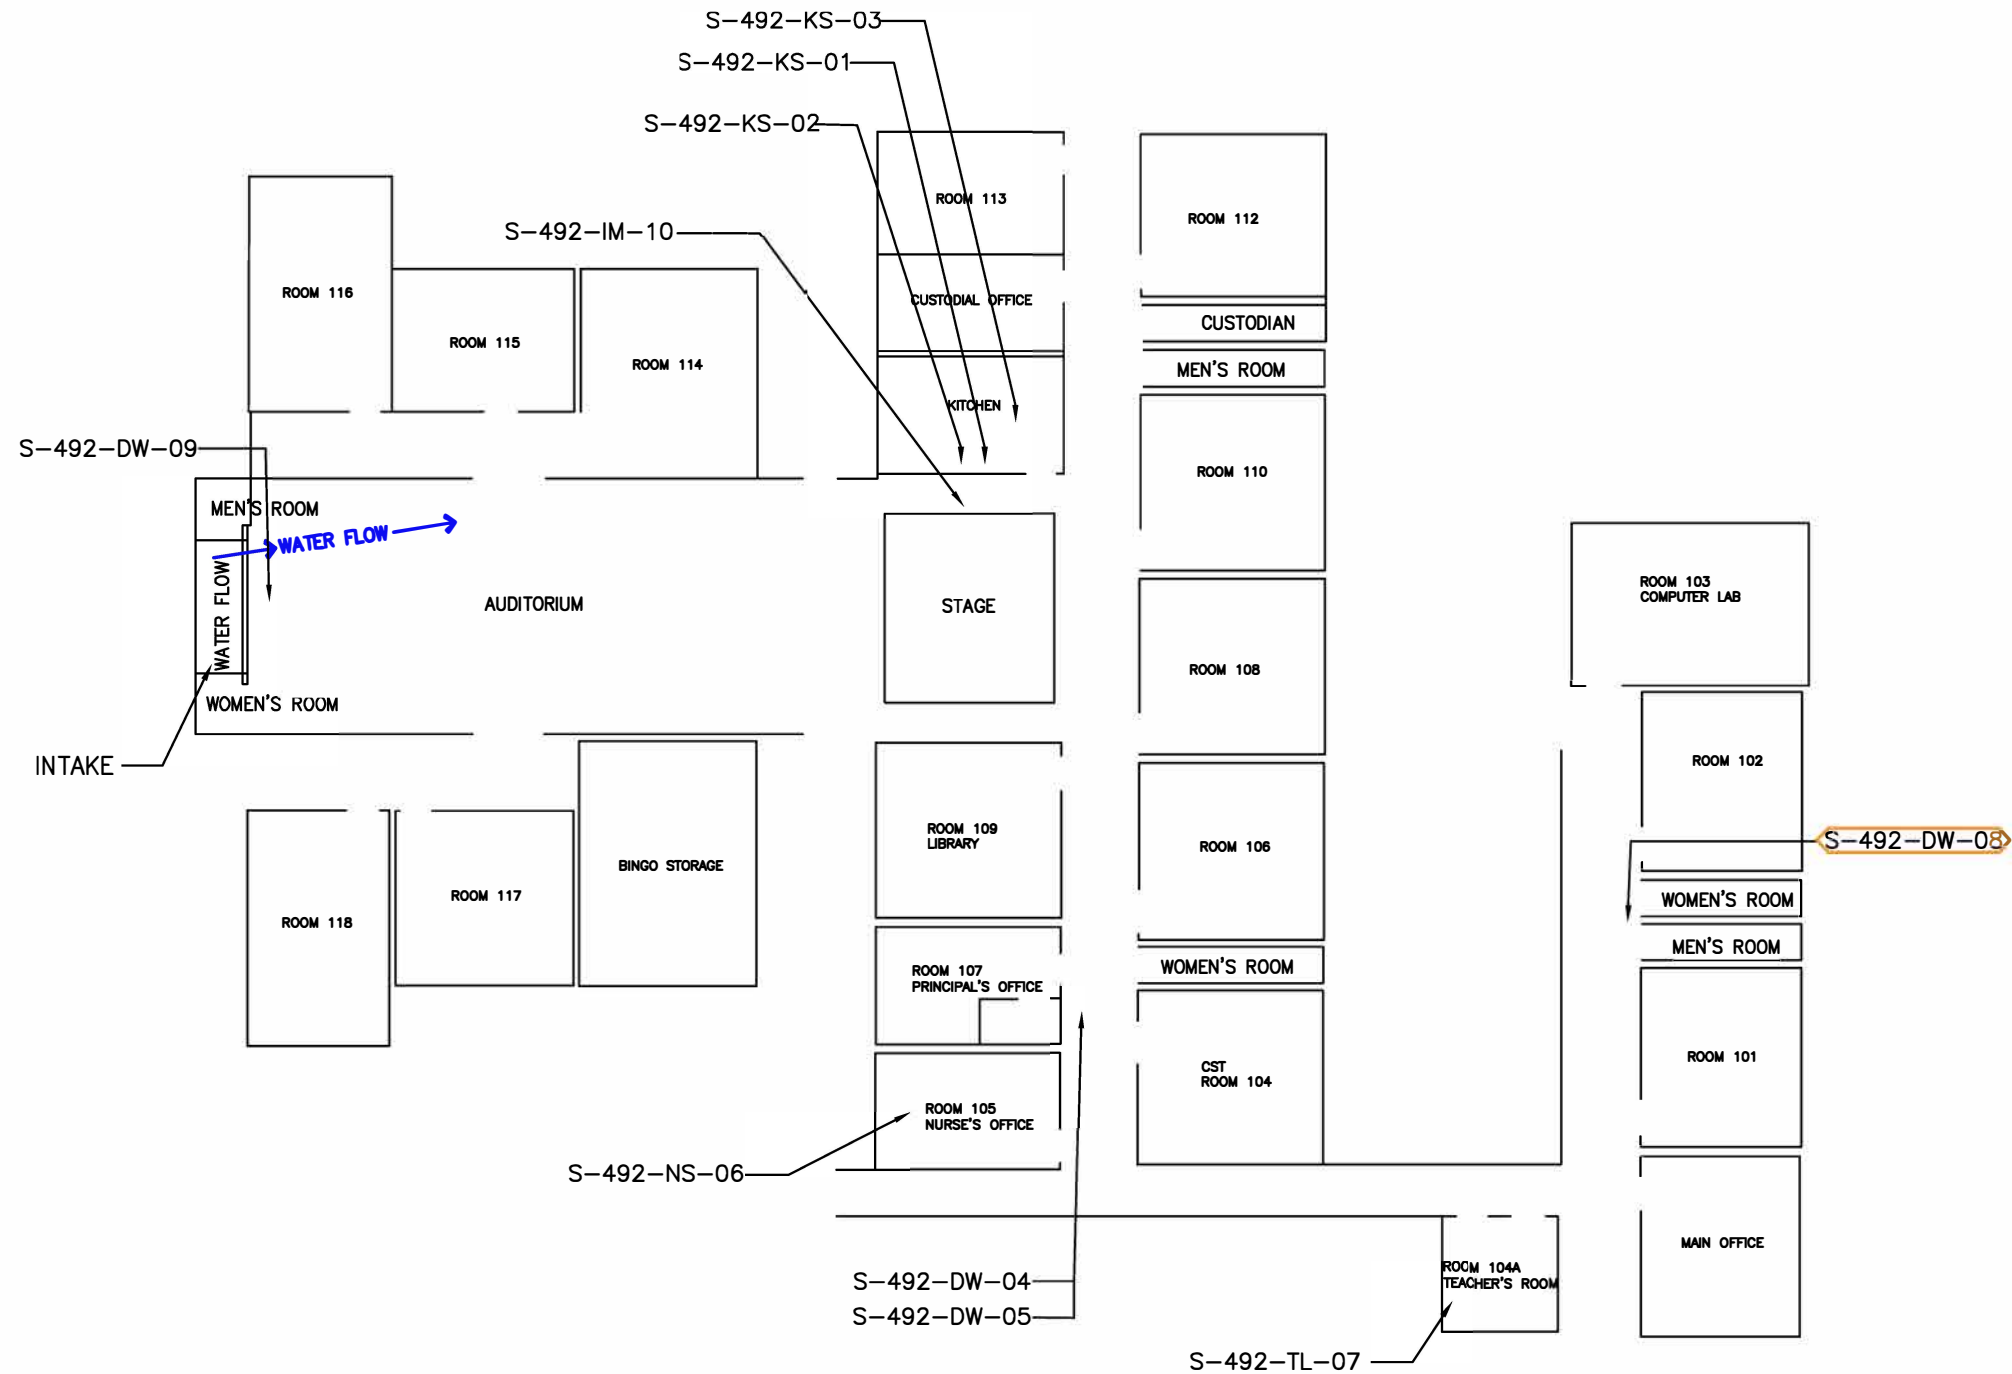 S-492-KS-03
S-492-KS-01
S-492-KS-02
ROOM 113
ROOM 112
S-492-IM-10
ROOM 116
CUSTODIAL OFFICE
CUSTODIAN
ROOM 115
ROOM 114
MEN'S ROOM
KITCHEN
S-492-DW-09
ROOM 110
MEN'S ROOM
WATER FLOW
WATER FLOW
AUDITORIUM
STAGE
ROOM 103
COMPUTER LAB
ROOM 108
WOMEN'S ROOM
INTAKE
ROOM 102
ROOM 109
LIBRARY
ROOM 106
S-492-DW-08
BINGO STORAGE
ROOM 117
ROOM 118
WOMEN'S ROOM
MEN'S ROOM
WOMEN'S ROOM
ROOM 107
PRINCIPAL'S OFFICE
CST
ROOM 104
ROOM 101
ROOM 105
NURSE'S OFFICE
S-492-NS-06
MAIN OFFICE
ROOM 104A
TEACHER'S ROOM
S-492-DW-04
S-492-DW-05
S-492-TL-07